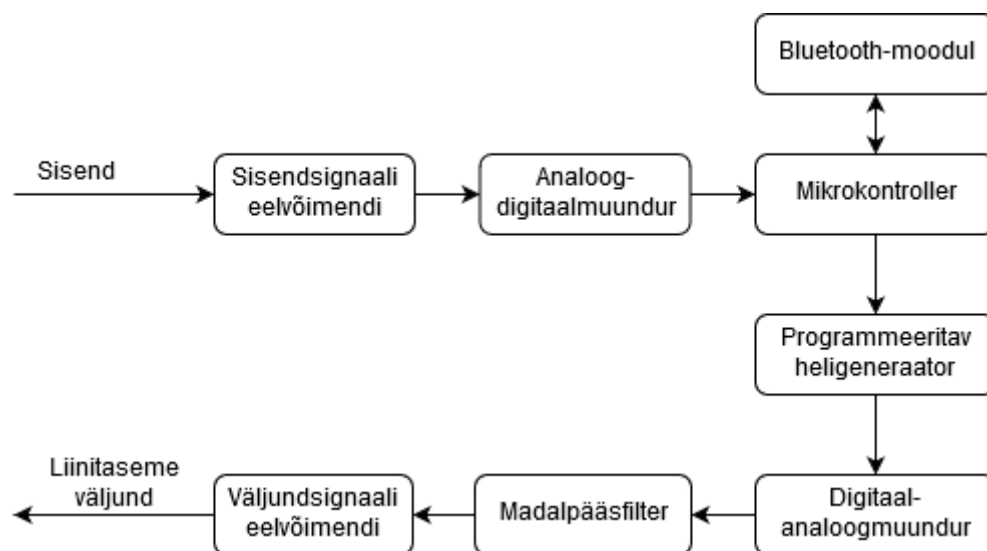 Bluetooth-moodul
Sisend
Sisendsignaali
eelvõimendi
Analoog-
digitaalmuundur
Mikrokontroller
Programmeeritav
heligeneraator
Liinitaseme
väljund
Väljundsignaali
eelvõimendi
Madalpääsfilter
Digitaal-
analoogmuundur